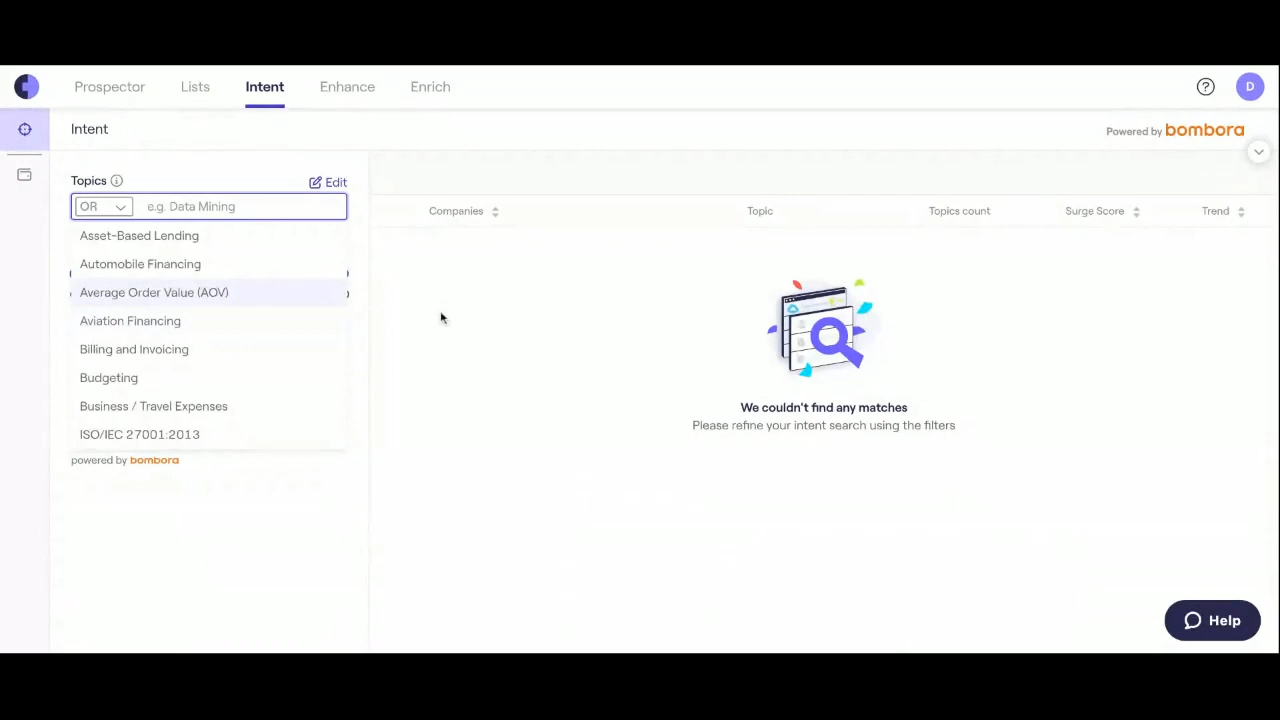 Prospector Lists Intent Enhance Enrich
D
Intent
Powered by bombora
Topics
Edit
OR
e.g. Data Mining
Asset-Based Lending
Automobile Financing
Average Order Value (AOV)
Aviation Financing
Billing and Invoicing
Budgeting
Business / Travel Expenses
ISO/IEC 27001:2013
powered by bombora
Companies Topic Topics count Surge Score Trend
We couldn't find any matches
Please refine your intent search using the filters
Help